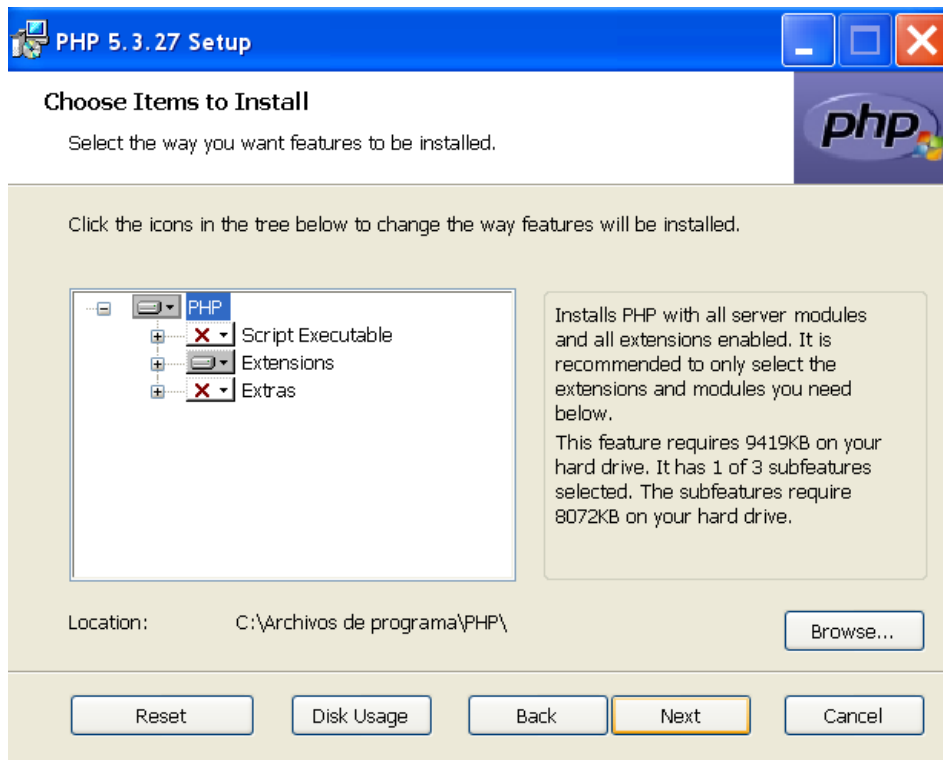 PHP 5.3.27 Setup
Choose Items to Install
php
Select the way you want features to be installed.
Click the icons in the tree below to change the way features will be installed.
PHP
Script Executable
Extensions
Extras
Installs PHP with all server modules
and all extensions enabled. It is
recommended to only select the
extensions and modules you need
below.
This feature requires 9419KB on your
hard drive. It has 1 of 3 subfeatures
selected. The subfeatures require
8072KB on your hard drive.
Location: C:\Archivos de programa\PHP\
Browse...
Reset Disk Usage Back Next Cancel